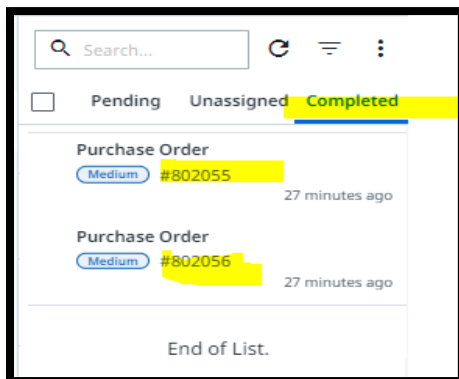 Search...
Pending Unassigned Completed
Purchase Order
Medium #802055
27 minutes ago
Purchase Order
Medium #802056
27 minutes ago
End of List.